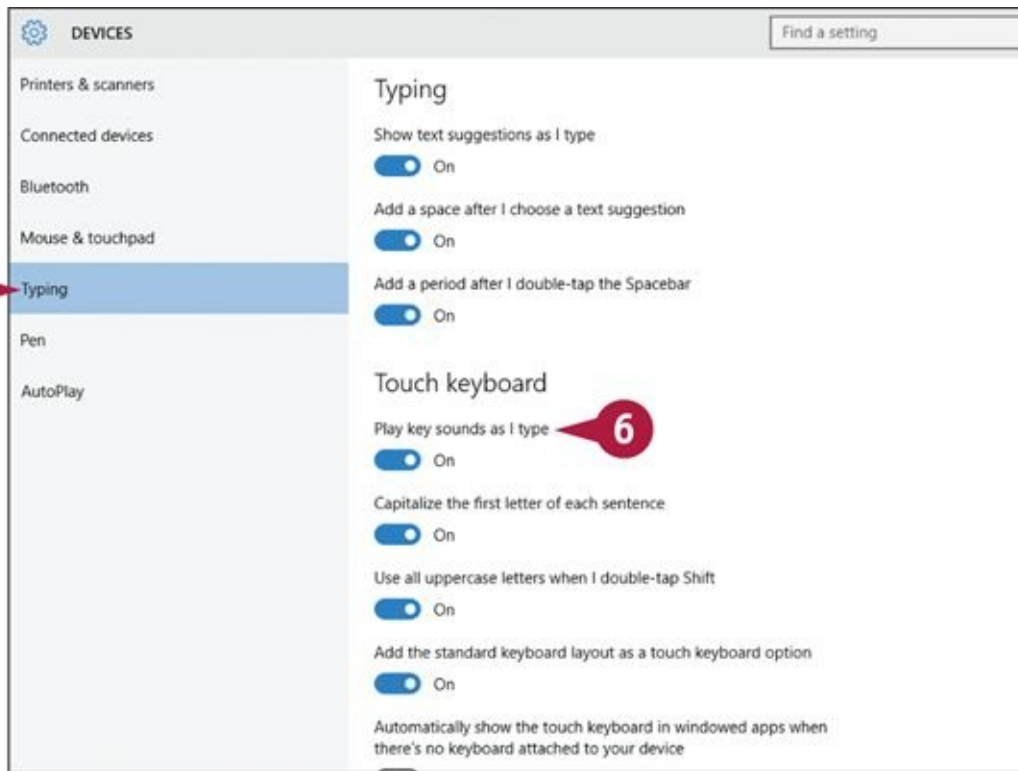 DEVICES
Find a setting
Printers & scanners
Connected devices
Bluetooth
Mouse & touchpad
Typing
Pen
AutoPlay
Typing
Show text suggestions as I type
On
Add a space after I choose a text suggestion
On
Add a period after I double-tap the Spacebar
On
Touch keyboard
Play key sounds as I type
6
On
Capitalize the first letter of each sentence
On
Use all uppercase letters when I double-tap Shift
On
Add the standard keyboard layout as a touch keyboard option
On
Automatically show the touch keyboard in windowed apps when
there's no keyboard attached to your device